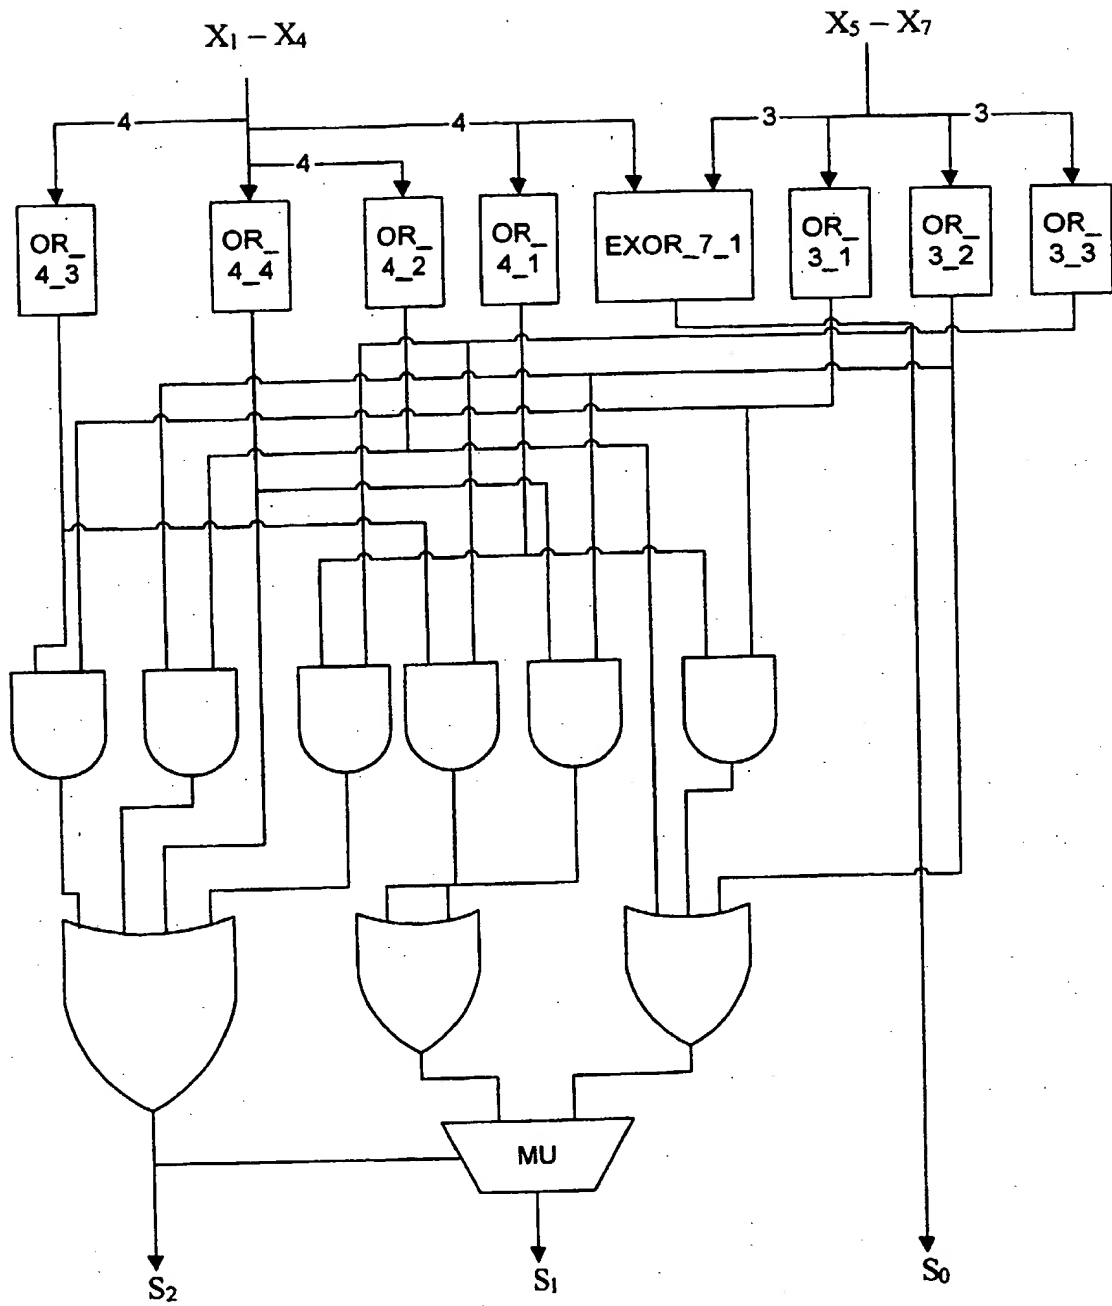 X₁ – X₄
X₅ – X₇
4
4
3
3
4
OR_
4_3
OR_
4_4
OR_
4_2
OR_
4_1
EXOR_7_1
OR_
3_1
OR_
3_2
OR_
3_3
MU
S₂
S₁
S₀